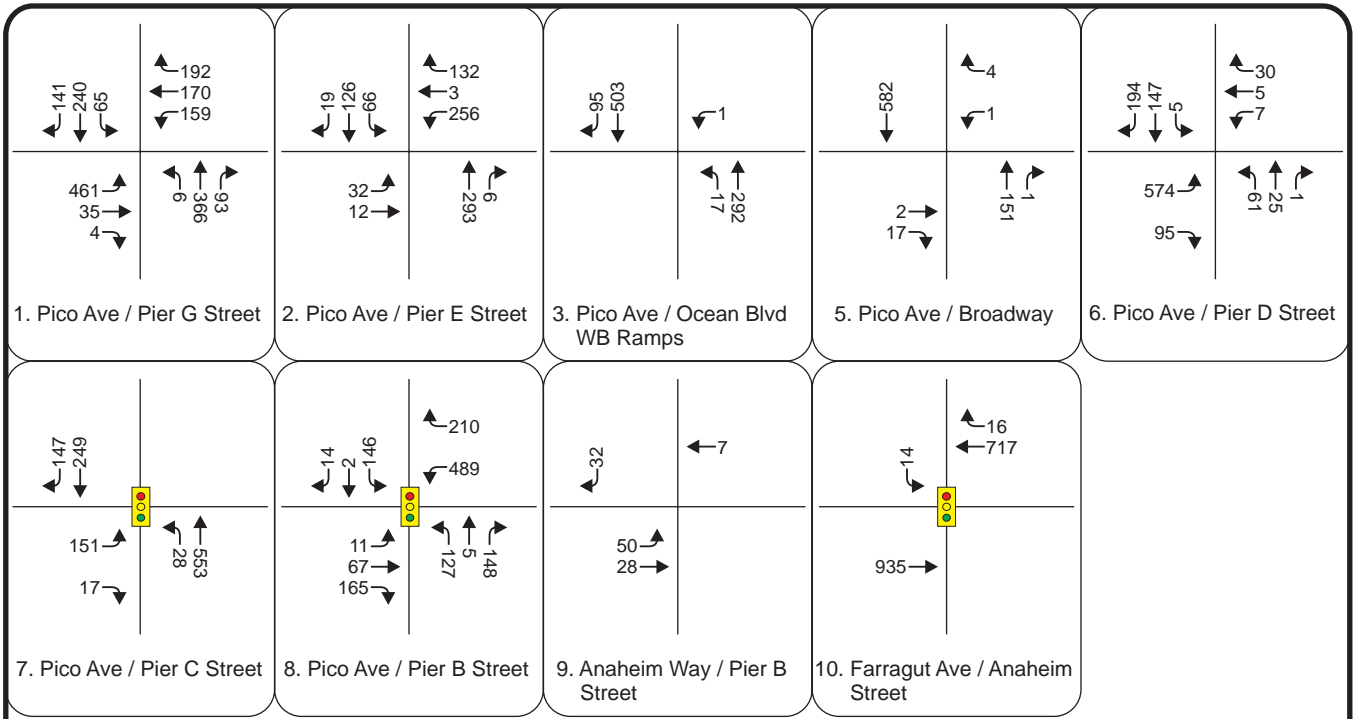 141 240 65
192
170
159
461
35
4
6 366 93
1. Pico Ave / Pier G Street
19 126 66
132
3
256
32
12
293 6
2. Pico Ave / Pier E Street
95 503
1
17 292
3. Pico Ave / Ocean Blvd
WB Ramps
582
4
1
2
17
151 1
5. Pico Ave / Broadway
194 147 5
30
5
7
574
95
61 25 1
6. Pico Ave / Pier D Street
147 249
151
17
28 553
7. Pico Ave / Pier C Street
14 2 146
210
489
11
67
165
127 5 148
8. Pico Ave / Pier B Street
32
7
50
28
9. Anaheim Way / Pier B
Street
14
16
717
935
10. Farragut Ave / Anaheim
Street